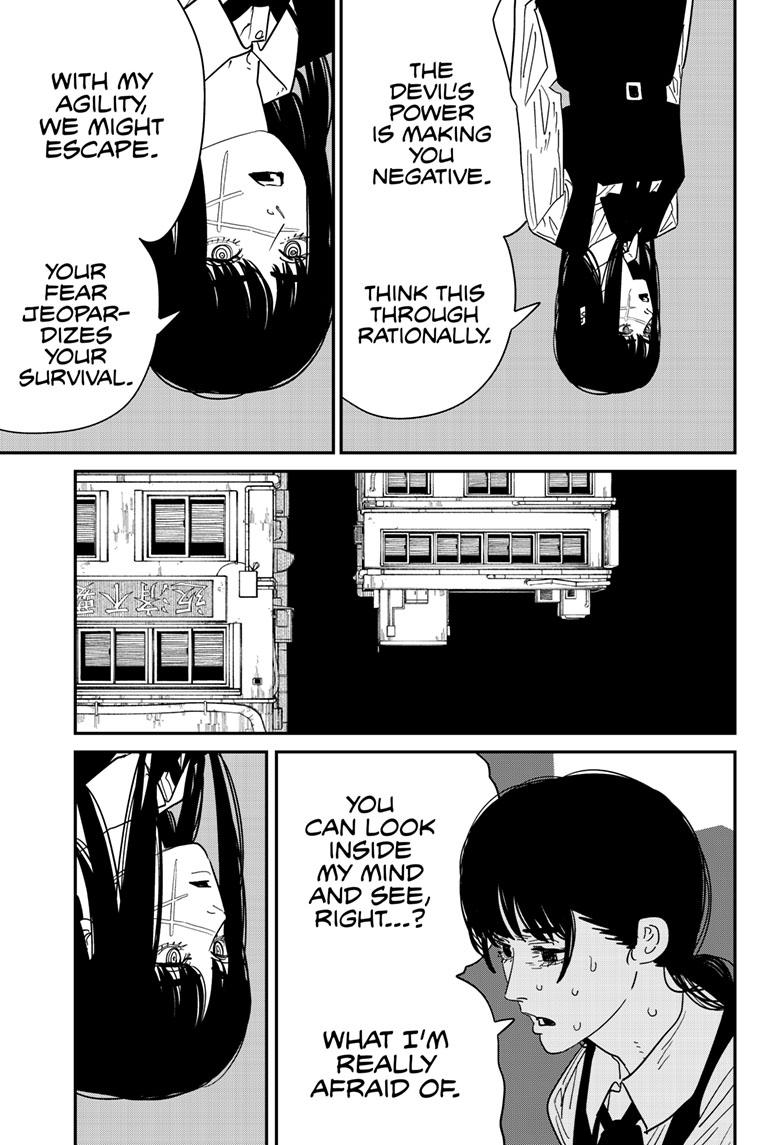 THE
DEVIL'S
POWER
IS MAKING
YOU
NEGATIVE.
THINK THIS
THROUGH
RATIONALLY.
WITH MY
AGILITY,
WE MIGHT
ESCAPE.
YOUR
FEAR
JEOPAR-
DIZES
YOUR
SURVIVAL.
YOU
CAN LOOK
INSIDE
MY MIND
AND SEE,
RIGHT...?
WHAT I'M
REALLY
AFRAID OF.